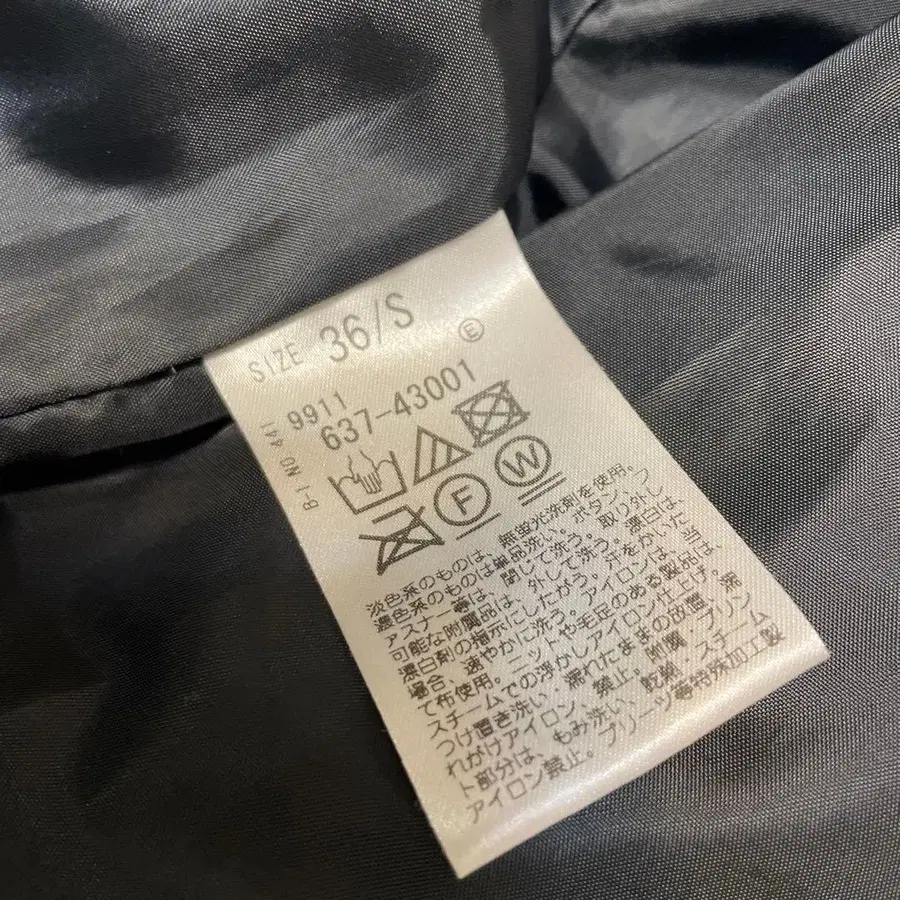 SIZE 36/S
Ⓔ
B-I NO 441
9911
637-43001
F
W
淡色系のものは、無蛍光洗剤を使用。
濃色系のものは単品洗い。ボタン、フ
ァスナー等は、閉じて洗う。取り外し
可能な附属品は、外して洗う。漂白は、
漂白剤の指示にしたがう。汗をかいた
場合、速やかに洗う。アイロンは、当
て布使用。ニットや毛足のある製品は、
スチームでの浮かしアイロン仕上げ。
つけ置き洗い・濡れたままの放置、濡
れがけアイロン、禁止。附属・プリン
ト部分は、もみ洗い、乾燥・スチーム
アイロン禁止。プリーツ等特殊加工製